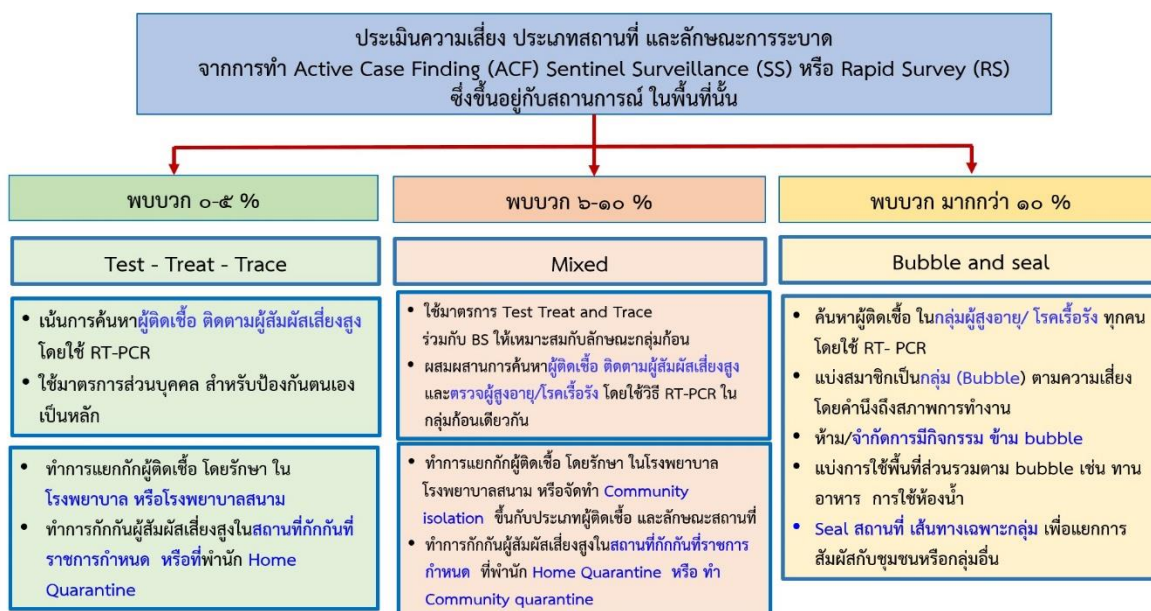 ประเมินความเสี่ยง ประเภทสถานที่ และลักษณะการระบาด
จากการทำ Active Case Finding (ACF) Sentinel Surveillance (SS) หรือ Rapid Survey (RS)
ซึ่งขึ้นอยู่กับสถานการณ์ ในพื้นที่นั้น
พบบวก ๐-๕ %
Test - Treat - Trace
• เน้นการค้นหาผู้ติดเชื้อ ติดตามผู้สัมผัสเสี่ยงสูง
โดยใช้ RT-PCR
• ใช้มาตรการส่วนบุคคล สำหรับป้องกันตนเอง
เป็นหลัก
• ทำการแยกกักผู้ติดเชื้อ โดยรักษา ใน
โรงพยาบาล หรือโรงพยาบาลสนาม
• ทำการกักกันผู้สัมผัสเสี่ยงสูงในสถานที่กักกันที่
ราชการกำหนด หรือที่พำนัก Home
Quarantine
พบบวก ๖-๑๐ %
Mixed
• ใช้มาตรการ Test Treat and Trace
ร่วมกับ BS ให้เหมาะสมกับลักษณะกลุ่มก้อน
• ผสมผสานการค้นหาผู้ติดเชื้อ ติดตามผู้สัมผัสเสี่ยงสูง
และตรวจผู้สูงอายุ/โรคเรื้อรัง โดยใช้วิธี RT-PCR ใน
กลุ่มก้อนเดียวกัน
• ทำการแยกกักผู้ติดเชื้อ โดยรักษา ในโรงพยาบาล
โรงพยาบาลสนาม หรือจัดทำ Community
isolation ขึ้นกับประเภทผู้ติดเชื้อ และลักษณะสถานที่
• ทำการกักกันผู้สัมผัสเสี่ยงสูงในสถานที่กักกันที่ราชการ
กำหนด ที่พำนัก Home Quarantine หรือ ทำ
Community quarantine
พบบวก มากกว่า ๑๐ %
Bubble and seal
• ค้นหาผู้ติดเชื้อ ในกลุ่มผู้สูงอายุ/ โรคเรื้อรัง ทุกคน
โดยใช้ RT- PCR
• แบ่งสมาชิกเป็นกลุ่ม (Bubble) ตามความเสี่ยง
โดยคำนึงถึงสภาพการทำงาน
• ห้าม/จำกัดการมีกิจกรรม ข้าม bubble
• แบ่งการใช้พื้นที่ส่วนรวมตาม bubble เช่น ทาน
อาหาร การใช้ห้องน้ำ
• Seal สถานที่ เส้นทางเฉพาะกลุ่ม เพื่อแยกการ
สัมผัสกับชุมชนหรือกลุ่มอื่น